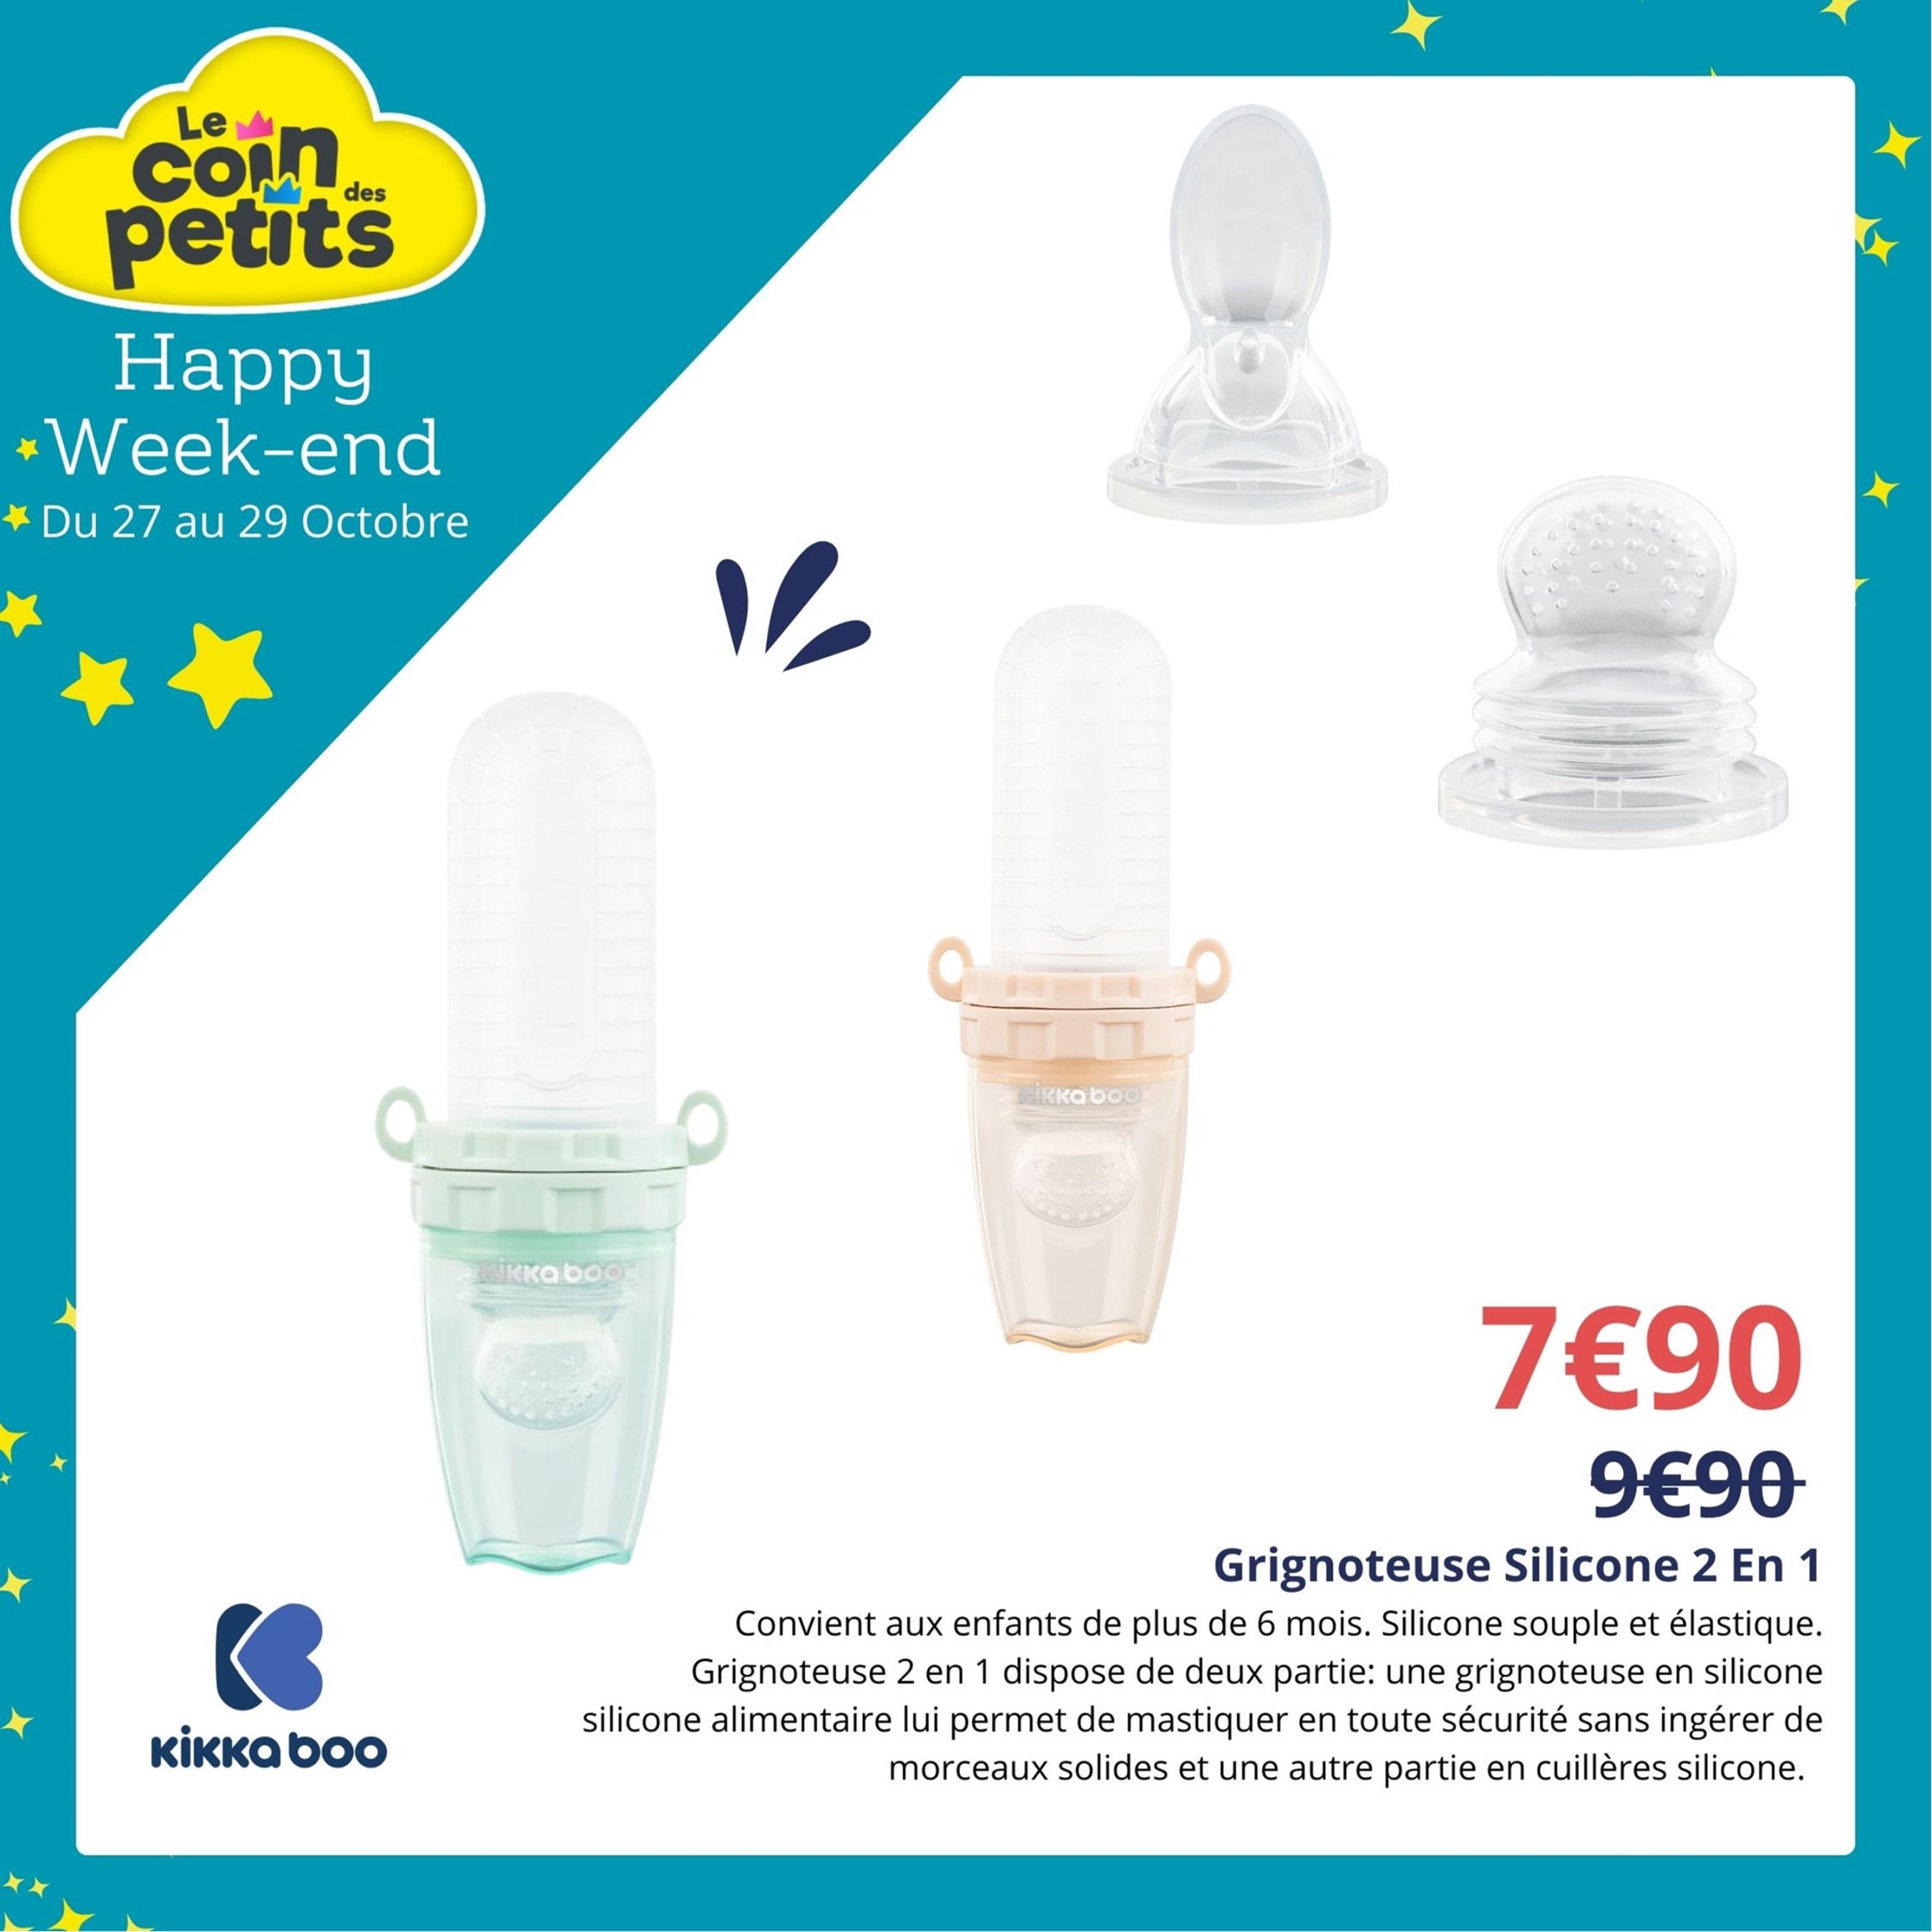 Le
coin
des
petits
Happy
Week-end
Du 27 au 29 Octobre
kikka boo
kikka boo
7€90
9€90
Grignoteuse Silicone 2 En 1
Convient aux enfants de plus de 6 mois. Silicone souple et élastique.
Grignoteuse 2 en 1 dispose de deux partie: une grignoteuse en silicone
silicone alimentaire lui permet de mastiquer en toute sécurité sans ingérer de
morceaux solides et une autre partie en cuillères silicone.
kikka boo